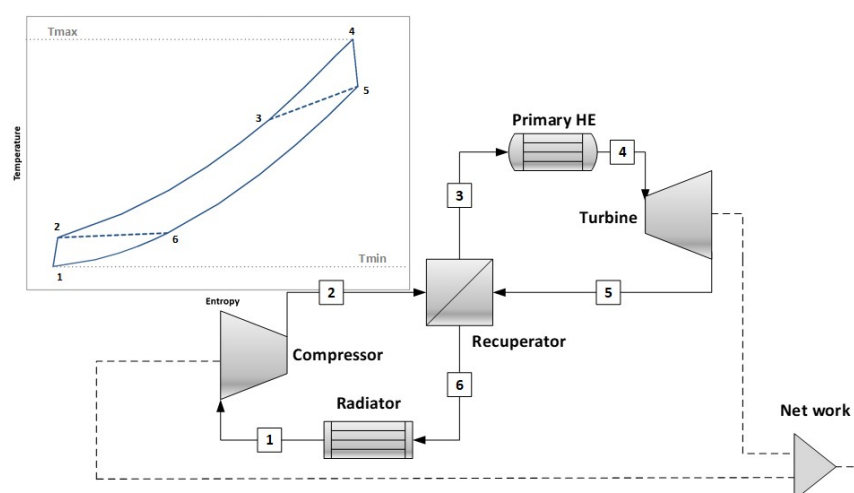 Tmax
4
5
3
Temperature
2
6
1
Tmin
Entropy
Primary HE
4
3
Turbine
2
5
Compressor
Recuperator
6
Radiator
1
Net work